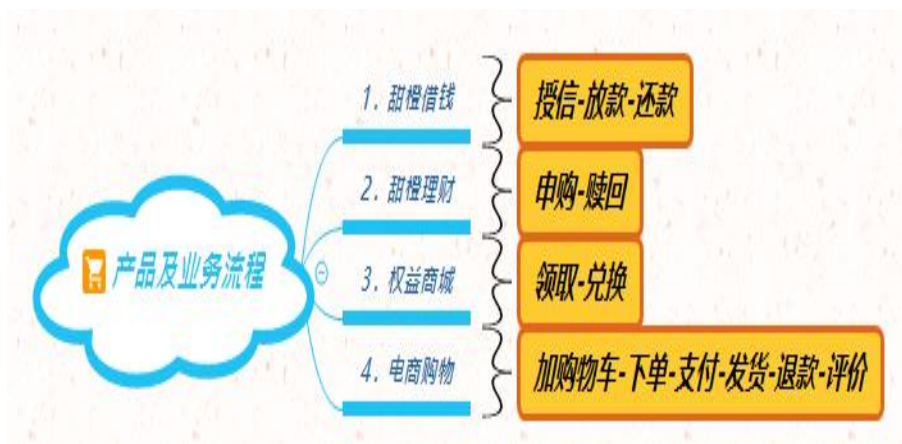 产品及业务流程
1. 甜橙借钱
授信-放款-还款
2. 甜橙理财
申购-赎回
3. 权益商城
领取-兑换
4. 电商购物
加购物车-下单-支付-发货-退款-评价